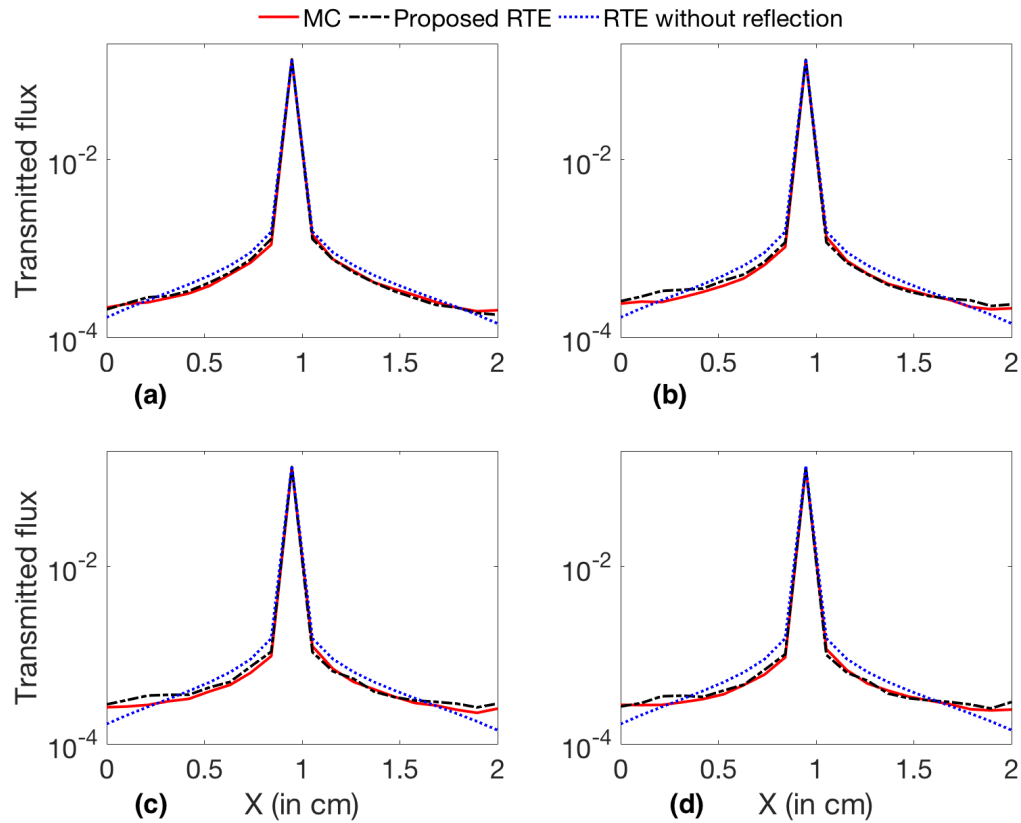 MC Proposed RTE RTE without reflection
Transmitted flux
10-2
10-4
0 0.5 1 1.5 2
(a)
10-2
10-4
0 0.5 1 1.5 2
(b)
Transmitted flux
10-2
10-4
0 0.5 1 1.5 2
(c) X (in cm)
10-2
10-4
0 0.5 1 1.5 2
(d) X (in cm)